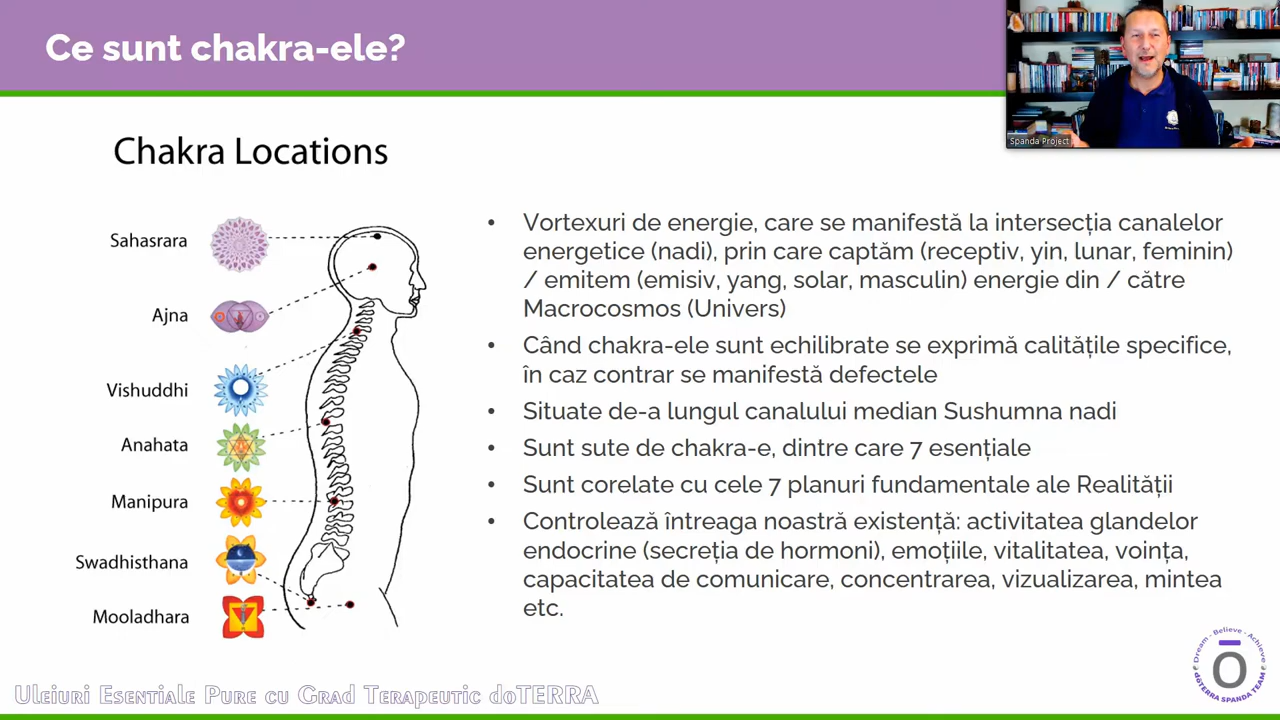 Ce sunt chakra-ele?
Spanda Project
Chakra Locations
Sahasrara
Ajna
Vishuddhi
Anahata
Manipura
Swadhisthana
Mooladhara
• Vortexuri de energie, care se manifestă la intersecția canalelor
energetice (nadi), prin care captăm (receptiv, yin, lunar, feminin)
/ emitem (emisiv, yang, solar, masculin) energie din / către
Macrocosmos (Univers)
• Când chakra-ele sunt echilibrate se exprimă calitățile specifice,
în caz contrar se manifestă defectele
• Situate de-a lungul canalului median Sushumna nadi
• Sunt sute de chakra-e, dintre care 7 esențiale
• Sunt corelate cu cele 7 planuri fundamentale ale Realității
• Controlează întreaga noastră existență: activitatea glandelor
endocrine (secreția de hormoni), emoțiile, vitalitatea, voința,
capacitatea de comunicare, concentrarea, vizualizarea, mintea
etc.
Uleiuri Esentiale Pure cu Grad Terapeutic doTERRA
Dream - Believe - Achieve
Ō
dōTERRA SPANDA TEAM